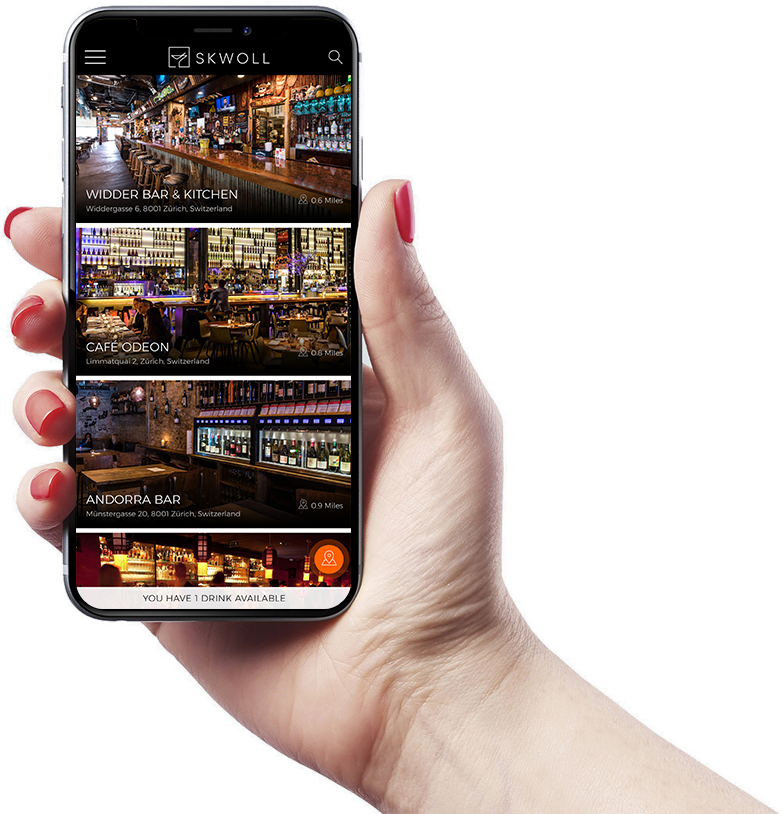 SKWOLL
WIDDER BAR & KITCHEN
Widdergasse 6, 8001 Zürich, Switzerland
0.6 Miles
CAFÉ ODEON
Limmatquai 2, Zürich, Switzerland
0.6 Miles
ANDORRA BAR
Münstergasse 20, 8001 Zürich, Switzerland
0.9 Miles
YOU HAVE 1 DRINK AVAILABLE